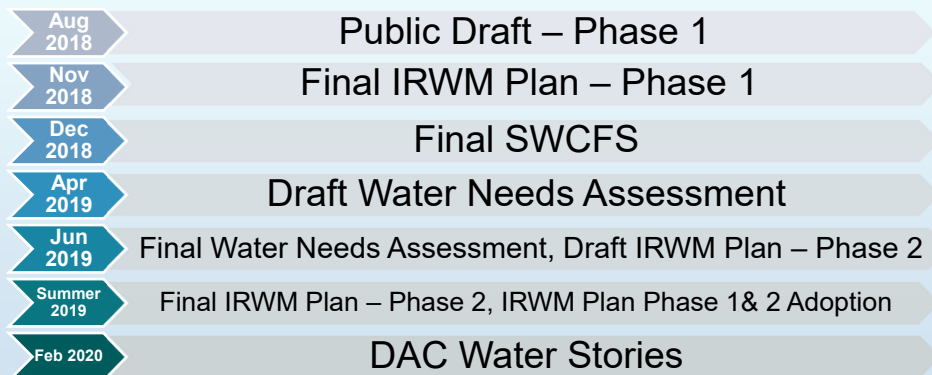 Aug
2018
Public Draft – Phase 1
Nov
2018
Final IRWM Plan – Phase 1
Dec
2018
Final SWCFS
Apr
2019
Draft Water Needs Assessment
Jun
2019
Final Water Needs Assessment, Draft IRWM Plan – Phase 2
Summer
2019
Final IRWM Plan – Phase 2, IRWM Plan Phase 1& 2 Adoption
Feb 2020
DAC Water Stories